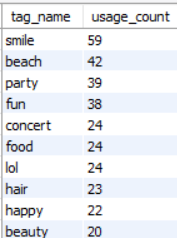 tag_name usage_count
smile 59
beach 42
party 39
fun 38
concert 24
food 24
lol 24
hair 23
happy 22
beauty 20